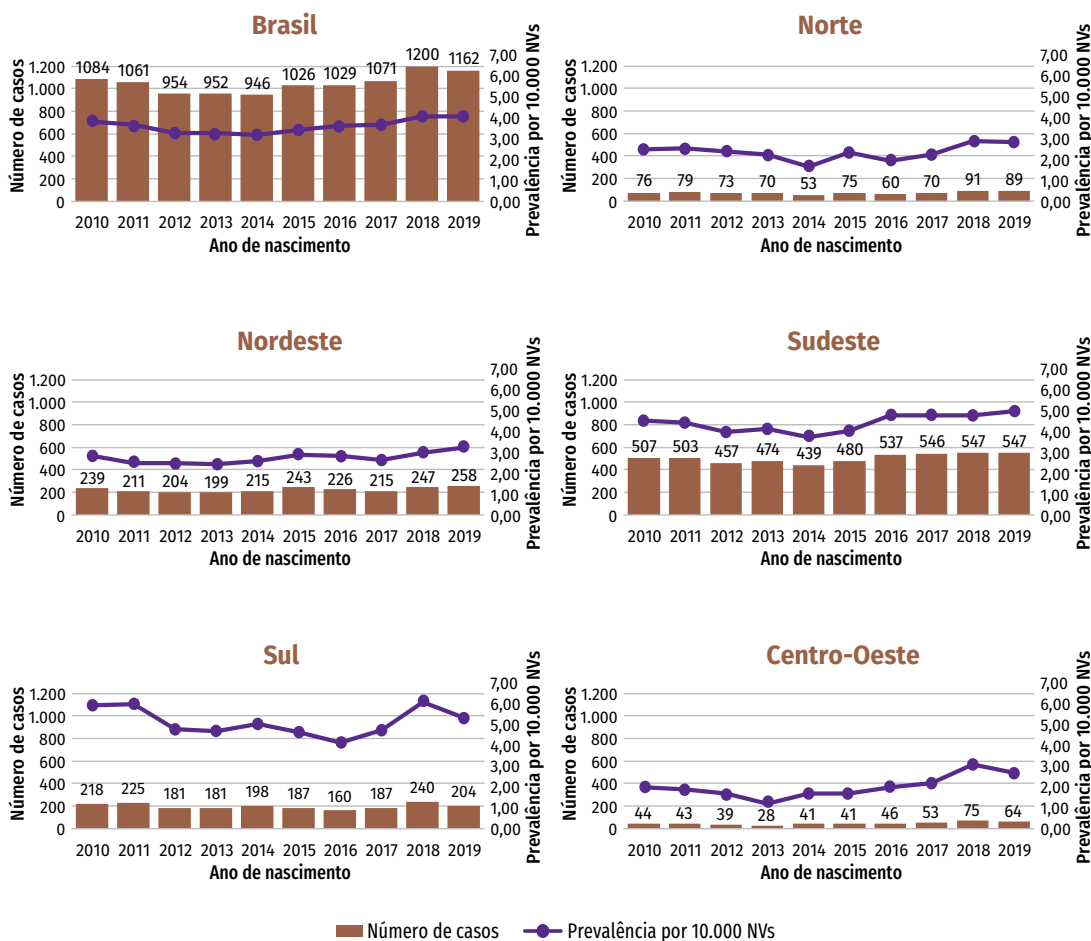 Brasil
Número de casos
1.200
1.000
800
600
400
200
0
1084 1061 954 952 946 1026 1029 1071 1200 1162
7,00
6,00
5,00
4,00
3,00
2,00
1,00
0,00
Prevalência por 10.000 NVs
2010 2011 2012 2013 2014 2015 2016 2017 2018 2019
Ano de nascimento
Norte
Número de casos
1.200
1.000
800
600
400
200
0
76 79 73 70 53 75 60 70 91 89
7,00
6,00
5,00
4,00
3,00
2,00
1,00
0,00
Prevalência por 10.000 NVs
2010 2011 2012 2013 2014 2015 2016 2017 2018 2019
Ano de nascimento
Nordeste
Número de casos
1.200
1.000
800
600
400
200
0
239 211 204 199 215 243 226 215 247 258
7,00
6,00
5,00
4,00
3,00
2,00
1,00
0,00
Prevalência por 10.000 NVs
2010 2011 2012 2013 2014 2015 2016 2017 2018 2019
Ano de nascimento
Sudeste
Número de casos
1.200
1.000
800
600
400
200
0
507 503 457 474 439 480 537 546 547 547
7,00
6,00
5,00
4,00
3,00
2,00
1,00
0,00
Prevalência por 10.000 NVs
2010 2011 2012 2013 2014 2015 2016 2017 2018 2019
Ano de nascimento
Sul
Número de casos
1.200
1.000
800
600
400
200
0
218 225 181 181 198 187 160 187 240 204
7,00
6,00
5,00
4,00
3,00
2,00
1,00
0,00
Prevalência por 10.000 NVs
2010 2011 2012 2013 2014 2015 2016 2017 2018 2019
Ano de nascimento
Centro-Oeste
Número de casos
1.200
1.000
800
600
400
200
0
44 43 39 28 41 41 46 53 75 64
7,00
6,00
5,00
4,00
3,00
2,00
1,00
0,00
Prevalência por 10.000 NVs
2010 2011 2012 2013 2014 2015 2016 2017 2018 2019
Ano de nascimento
Número de casos Prevalência por 10.000 NVs